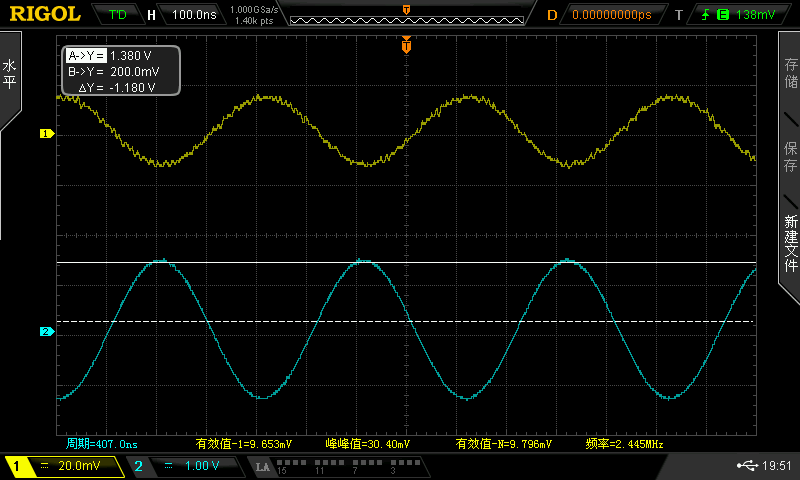 RIGOL T'D H 100.0ns 1.000GSa/s 1.40k pts D 0.00000000ps T E 138mV
T
T
水平
A->Y= 1.380 V
B->Y= 200.0mV
ΔY= -1.180 V
存储
保存
新建文件
1
2
周期=407.0ns 有效值-1=9.653mV 峰峰值=30.40mV 有效值-N=9.796mV 频率=2.445MHz
1 20.0mV 2 1.00 V LA 15 11 7 3 19:51